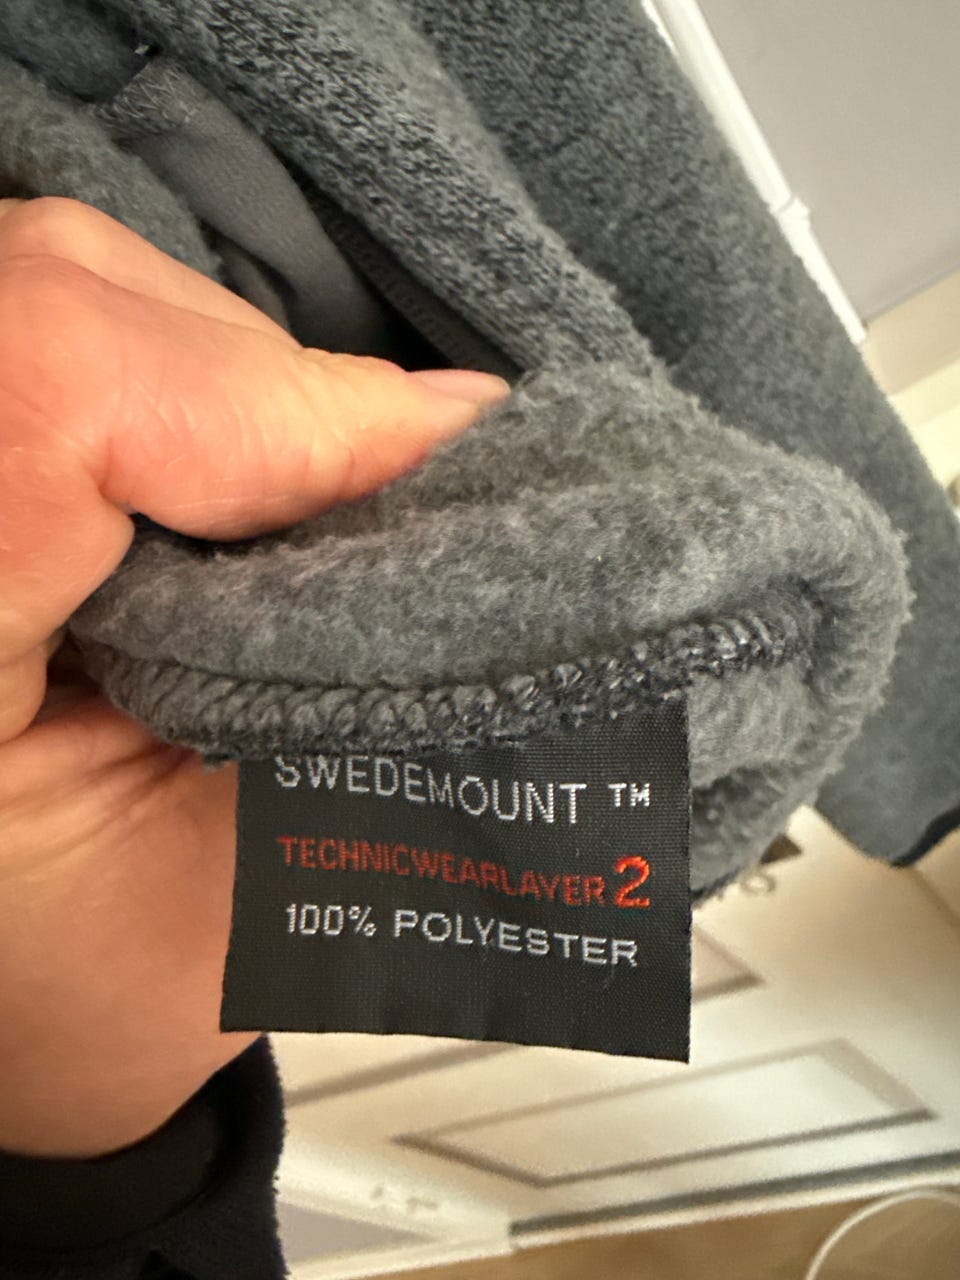 SWEDEMOUNT ™
TECHNICWEARLAYER 2
100% POLYESTER